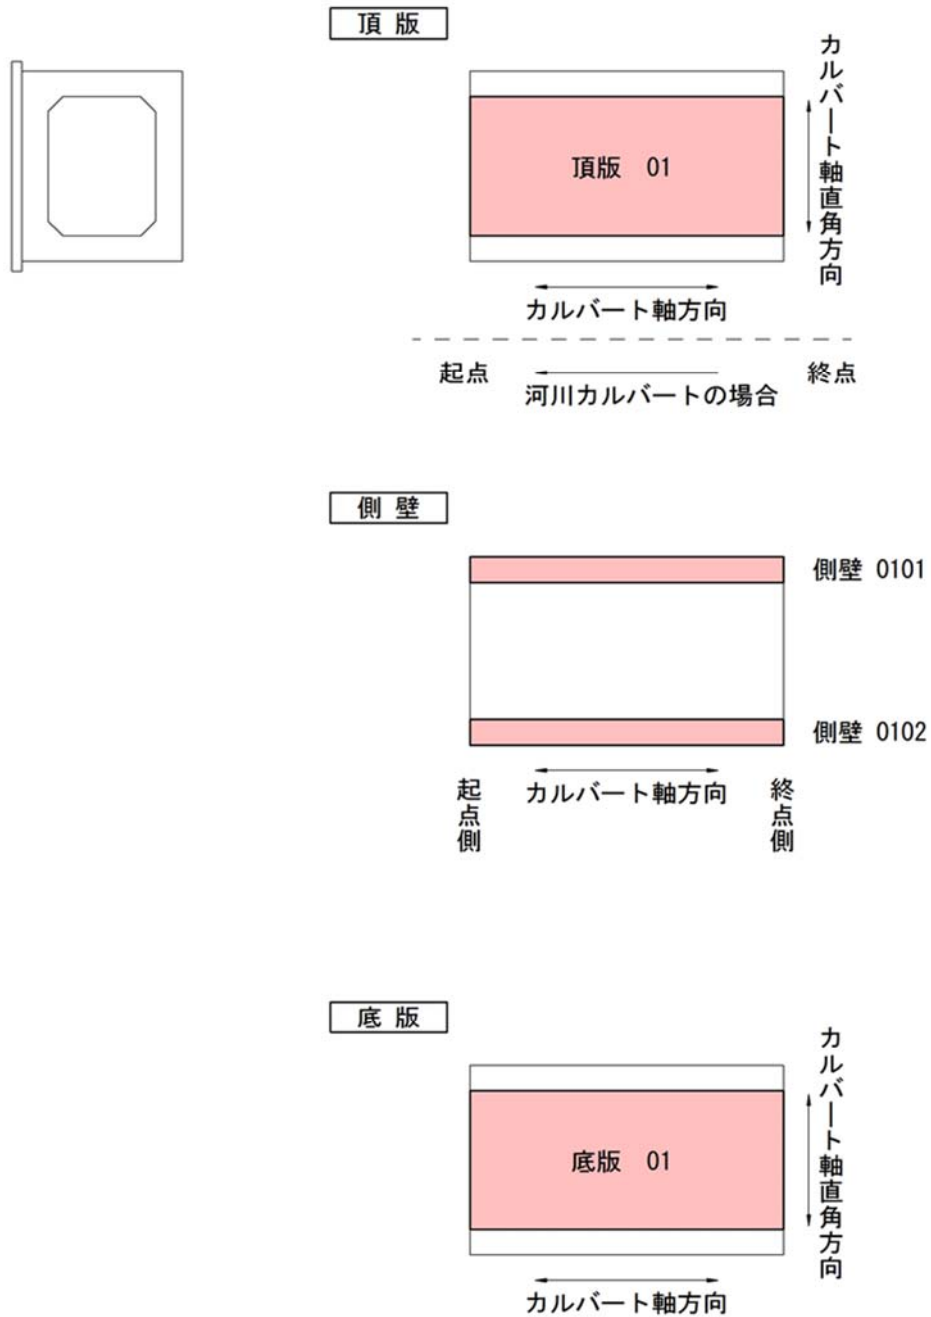 頂 版
カルバート軸直角方向
頂版 01
カルバート軸方向
起点
終点
河川カルバートの場合
側 壁
側壁 0101
側壁 0102
起点側
カルバート軸方向
終点側
底 版
カルバート軸直角方向
底版 01
カルバート軸方向